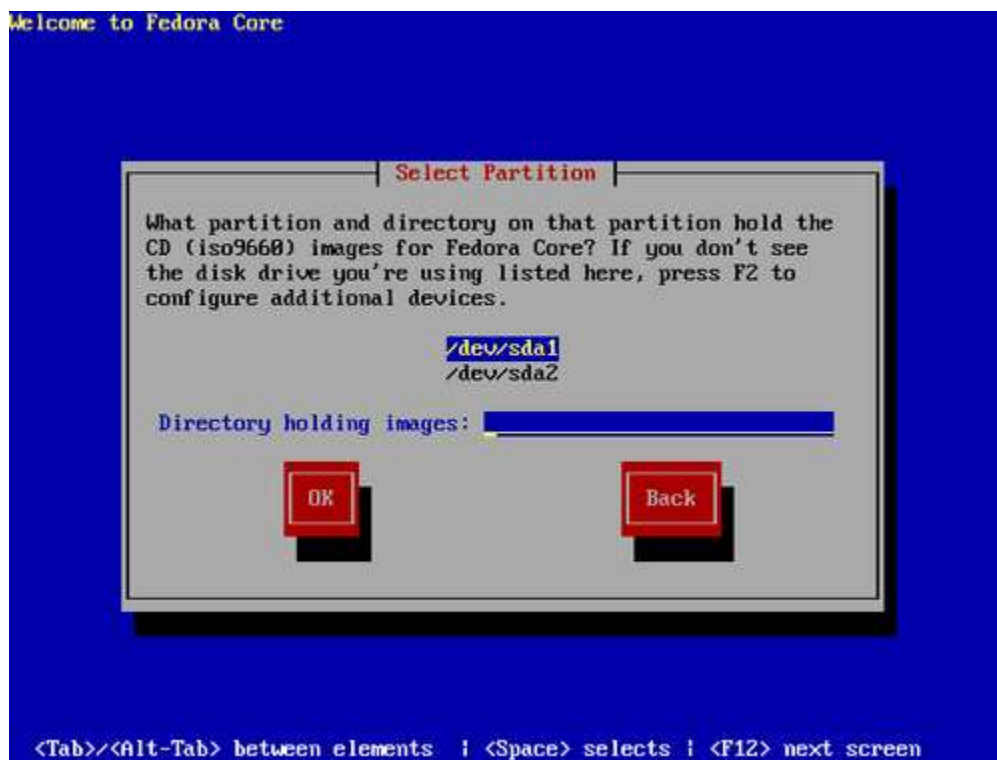 Welcome to Fedora Core
Select Partition
What partition and directory on that partition hold the
CD (iso9660) images for Fedora Core? If you don't see
the disk drive you're using listed here, press F2 to
configure additional devices.
/dev/sda1
/dev/sda2
Directory holding images:
OK Back
<Tab>/<Alt-Tab> between elements | <Space> selects | <F12> next screen